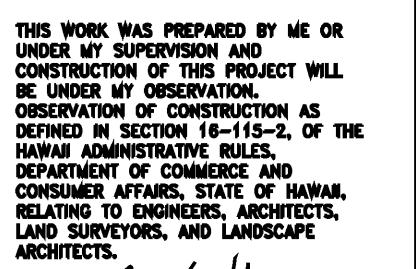 THIS WORK WAS PREPARED BY ME OR
UNDER MY SUPERVISION AND
CONSTRUCTION OF THIS PROJECT WILL
BE UNDER MY OBSERVATION.
OBSERVATION OF CONSTRUCTION AS
DEFINED IN SECTION 16-115-2, OF THE
HAWAII ADMINISTRATIVE RULES,
DEPARTMENT OF COMMERCE AND
CONSUMER AFFAIRS, STATE OF HAWAII,
RELATING TO ENGINEERS, ARCHITECTS,
LAND SURVEYORS, AND LANDSCAPE
ARCHITECTS.